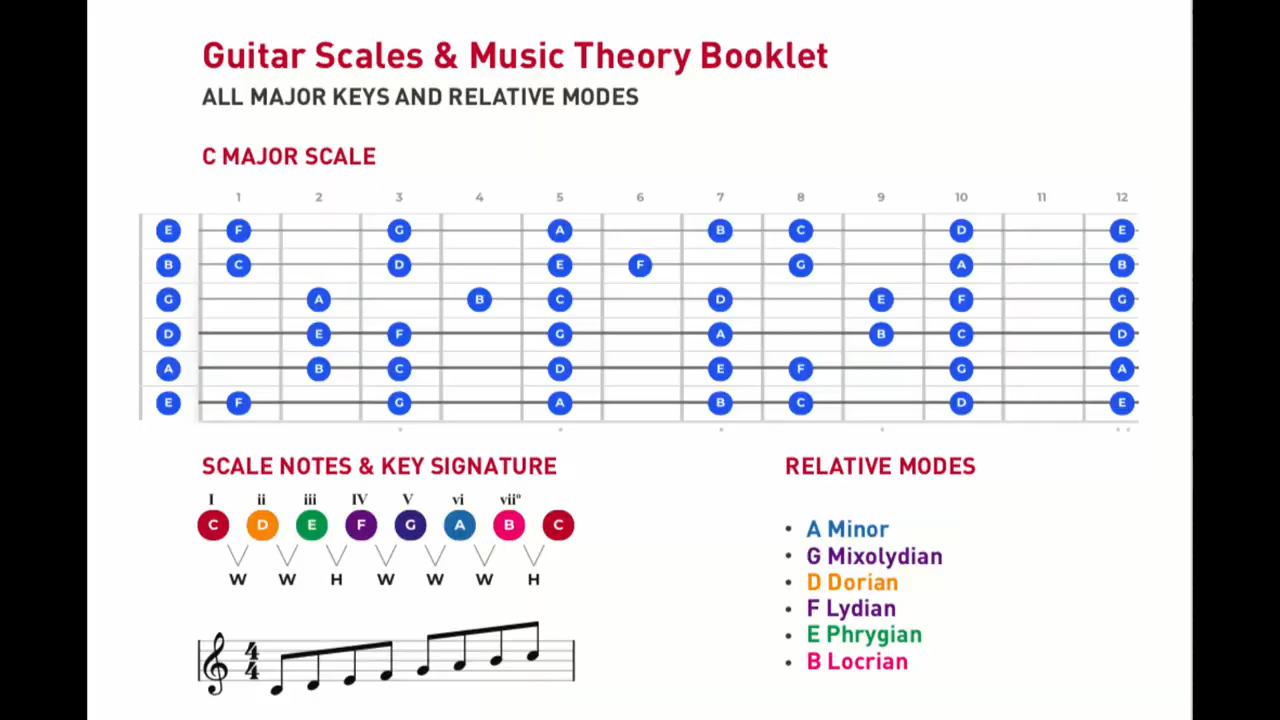 Guitar Scales & Music Theory Booklet
ALL MAJOR KEYS AND RELATIVE MODES
C MAJOR SCALE
1 2 3 4 5 6 7 8 9 10 11 12
E F G A B C D E
B C D E F G A B
G A B C D E F G
D E F G A B C D
A B C D E F G A
E F G A B C D E
SCALE NOTES & KEY SIGNATURE
I ii iii IV V vi vii°
C D E F G A B C
W W H W W W H
4
4
RELATIVE MODES
• A Minor
• G Mixolydian
• D Dorian
• F Lydian
• E Phrygian
• B Locrian